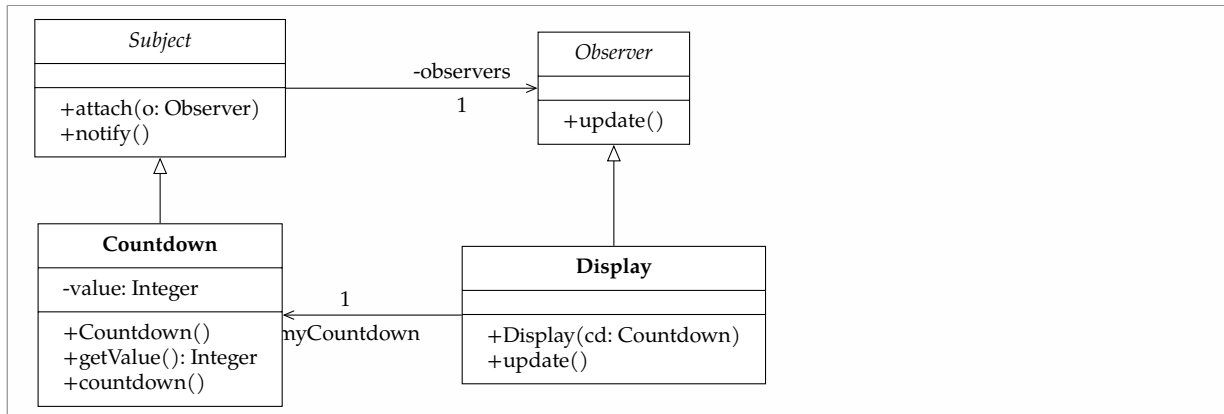 Subject
+attach(o: Observer)
+notify()
-observers
1
Observer
+update()
Countdown
-value: Integer
+Countdown()
+getValue(): Integer
+countdown()
1
myCountdown
Display
+Display(cd: Countdown)
+update()